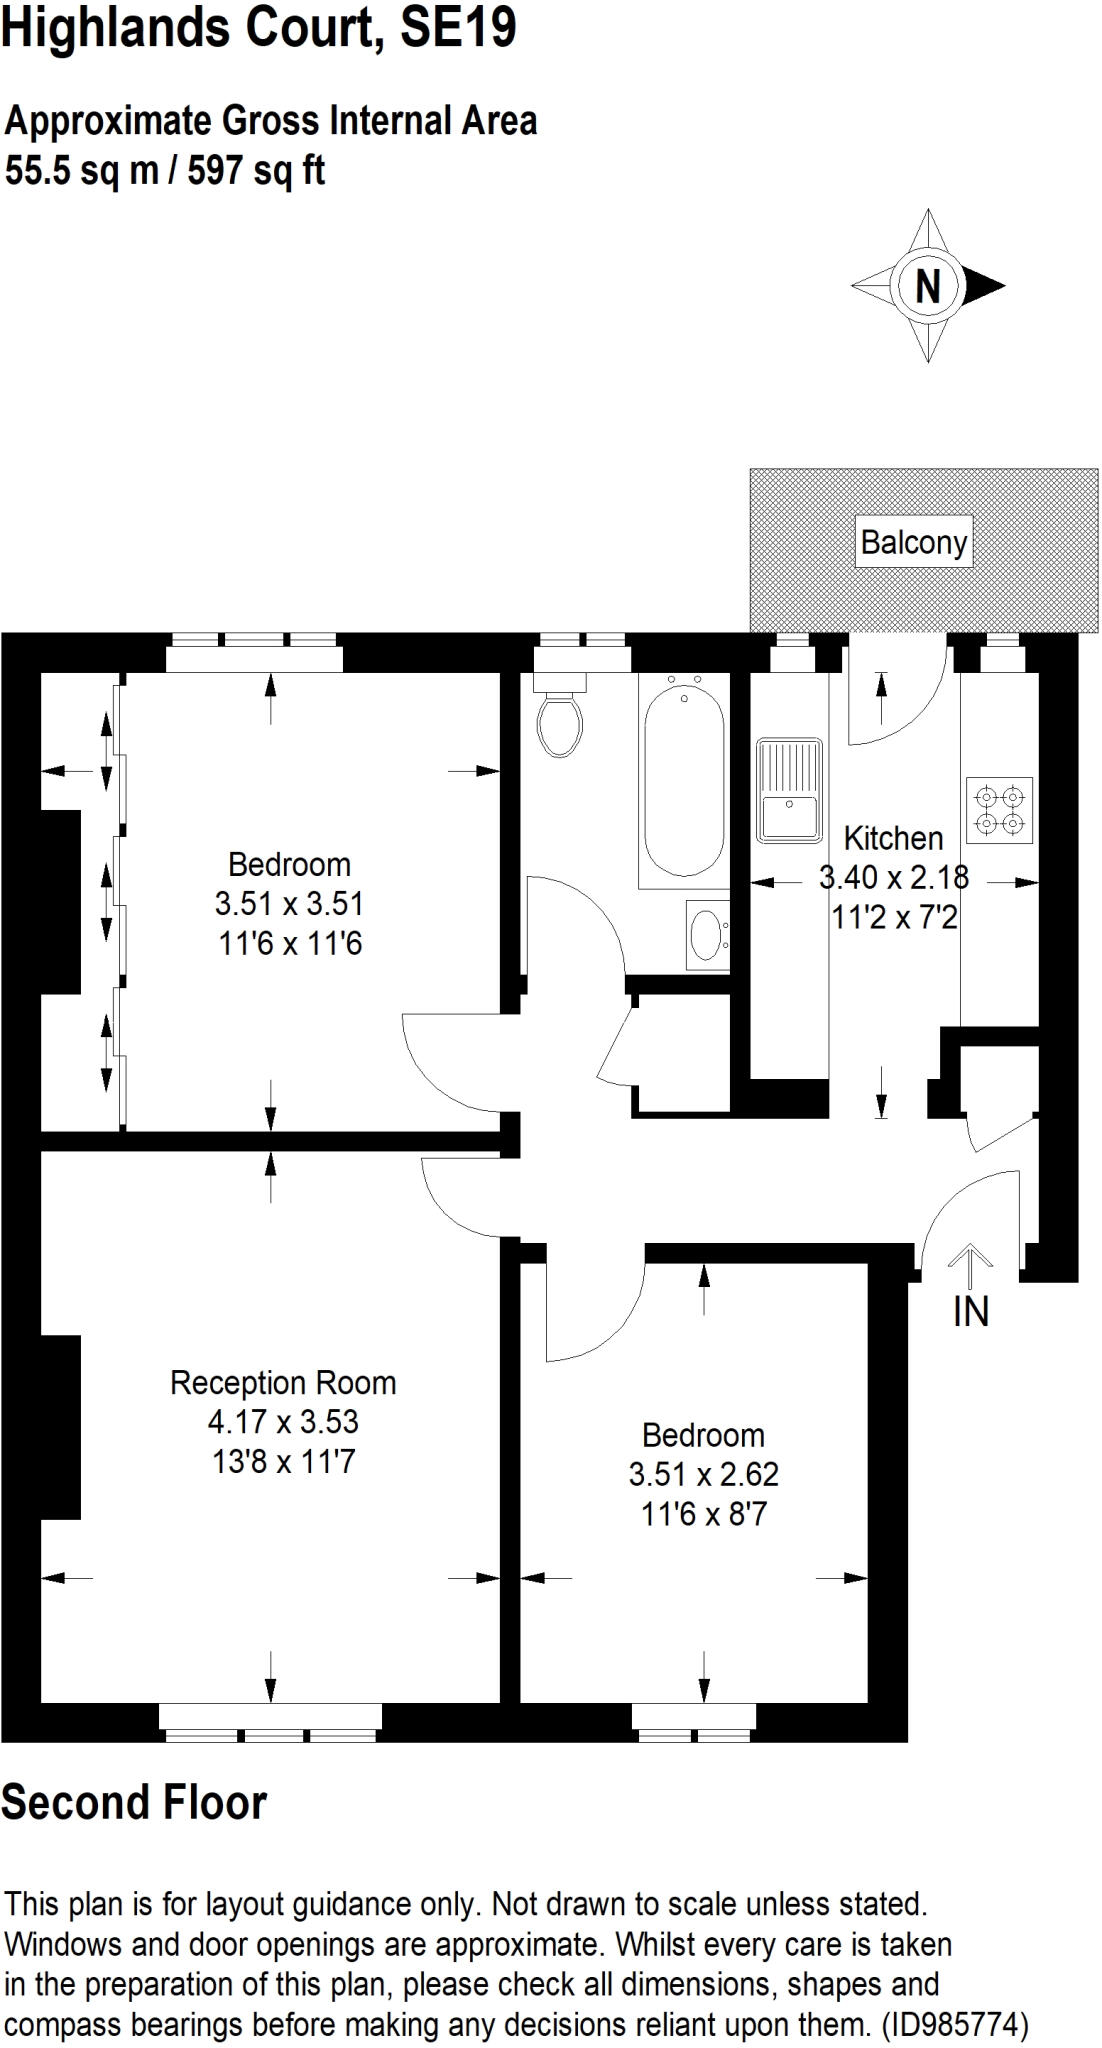 Highlands Court, SE19
Approximate Gross Internal Area
55.5 sq m / 597 sq ft
N
Balcony
Kitchen
3.40 x 2.18
11'2 x 7'2
Bedroom
3.51 x 3.51
11'6 x 11'6
IN
Reception Room
4.17 x 3.53
13'8 x 11'7
Bedroom
3.51 x 2.62
11'6 x 8'7
Second Floor
This plan is for layout guidance only. Not drawn to scale unless stated.
Windows and door openings are approximate. Whilst every care is taken
in the preparation of this plan, please check all dimensions, shapes and
compass bearings before making any decisions reliant upon them. (ID985774)